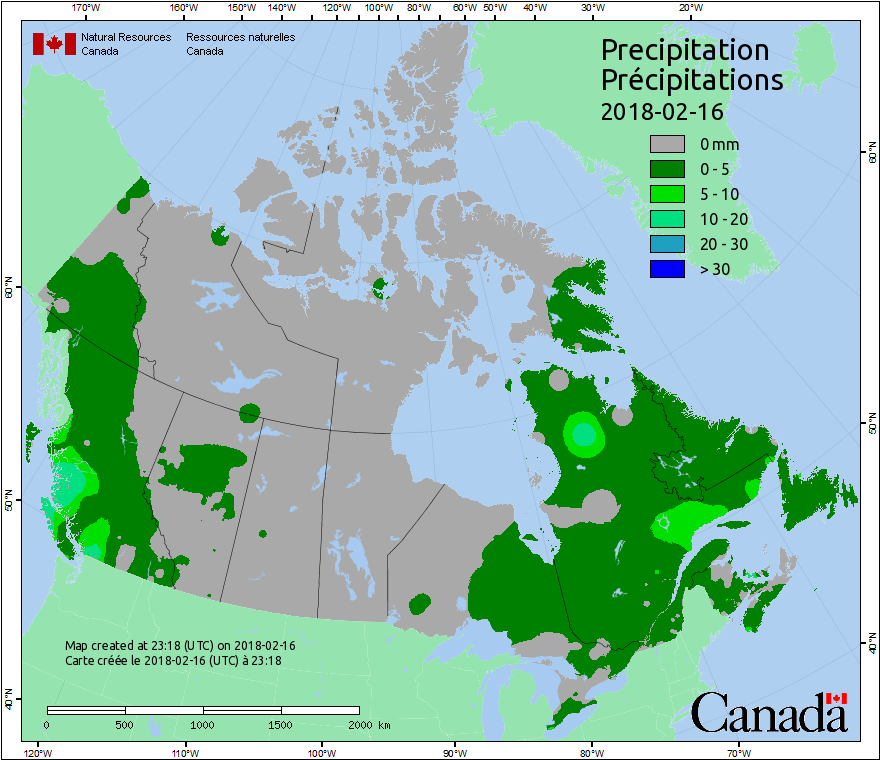 170°W 160°W 150°W 140°W 120°W 100°W 80°W 60°W 50°W 40°W 30°W 20°W
Natural Resources Ressources naturelles
Canada Canada
Precipitation
Précipitations
2018-02-16
0 mm
0 - 5
5 - 10
10 - 20
20 - 30
> 30
60°N
60°N
50°N
50°N
40°N
40°N
Map created at 23:18 (UTC) on 2018-02-16
Carte créée le 2018-02-16 (UTC) à 23:18
0 500 1000 1500 2000 km
Canada
120°W 110°W 100°W 90°W 80°W 70°W